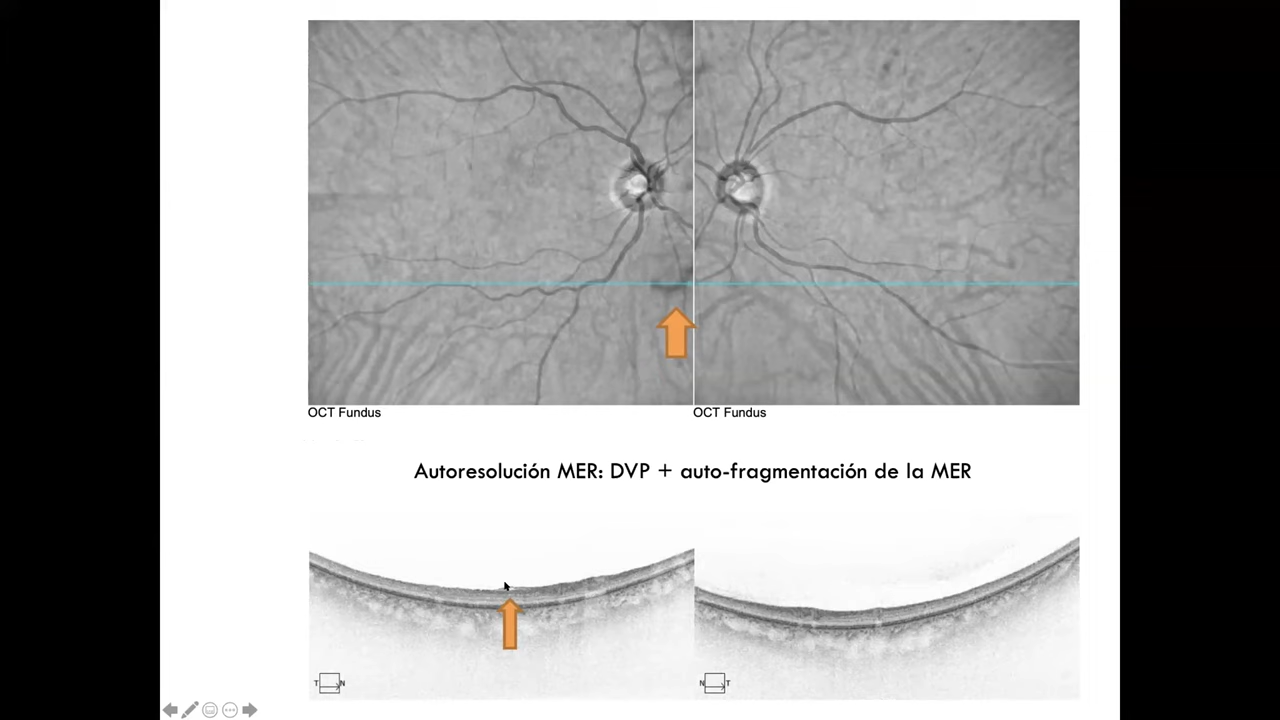 OCT Fundus
OCT Fundus
Autoresolución MER: DVP + auto-fragmentación de la MER
T N
N T